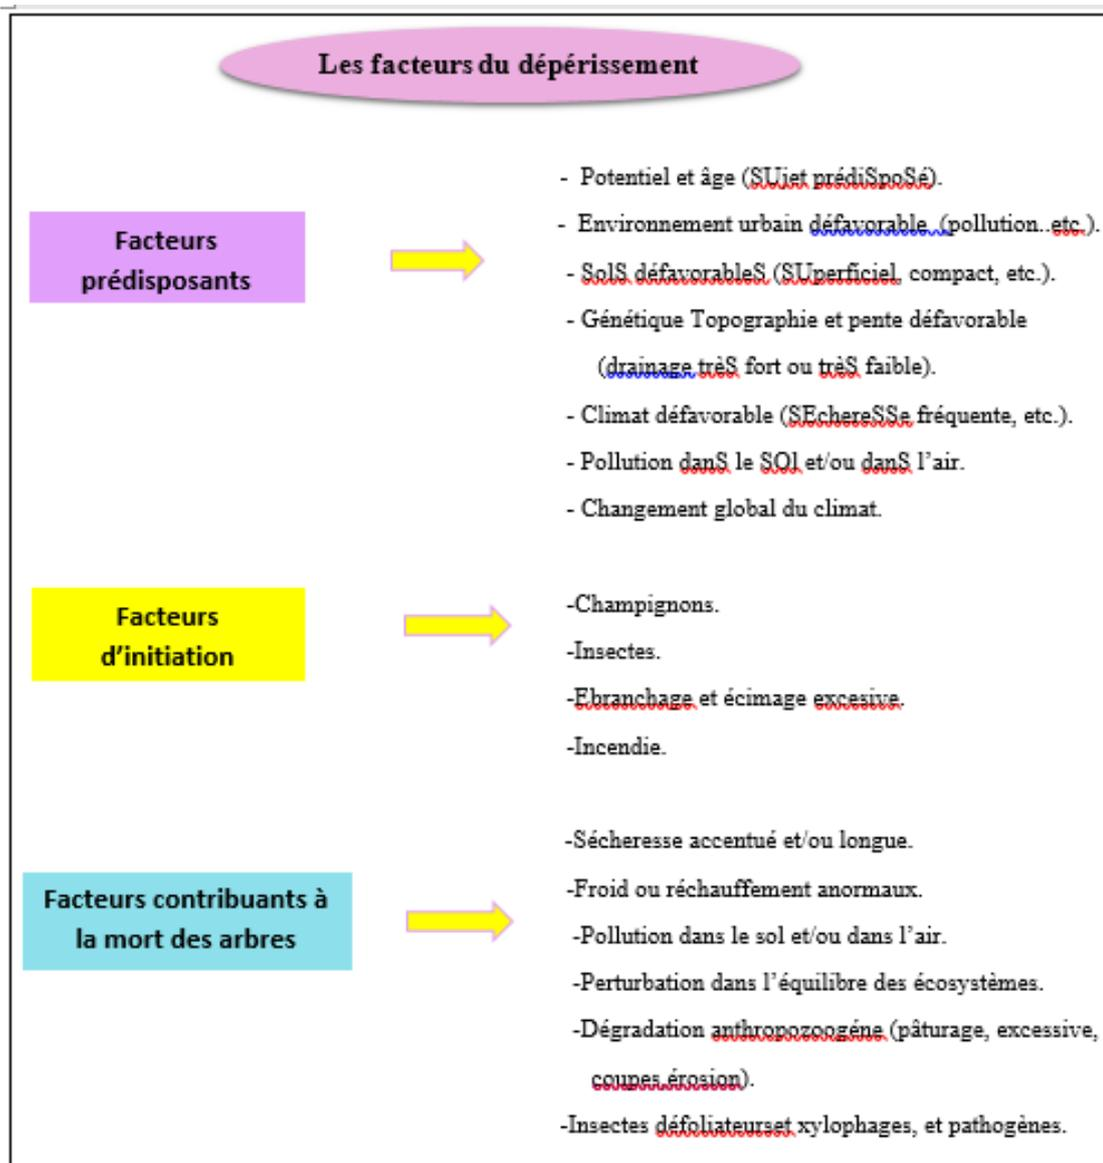 Les facteurs du dépérissement
Facteurs
prédisposants
- Potentiel et âge (SUjet prédiSpoSé).
- Environnement urbain défavorable (pollution..etc.).
- SolS défavorableS (SUperficiel, compact, etc.).
- Génétique Topographie et pente défavorable
(drainage trèS fort ou trèS faible).
- Climat défavorable (SEchereSSe fréquente, etc.).
- Pollution danS le SOl et/ou danS l’air.
- Changement global du climat.
Facteurs
d’initiation
-Champignons.
-Insectes.
-Ebranchage et écimage excesive.
-Incendie.
Facteurs contribuants à
la mort des arbres
-Sécheresse accentué et/ou longue.
-Froid ou réchauffement anormaux.
-Pollution dans le sol et/ou dans l’air.
-Perturbation dans l’équilibre des écosystèmes.
-Dégradation anthropozoogéne (pâturage, excessive,
coupes,érosion).
-Insectes défoliateurset xylophages, et pathogènes.